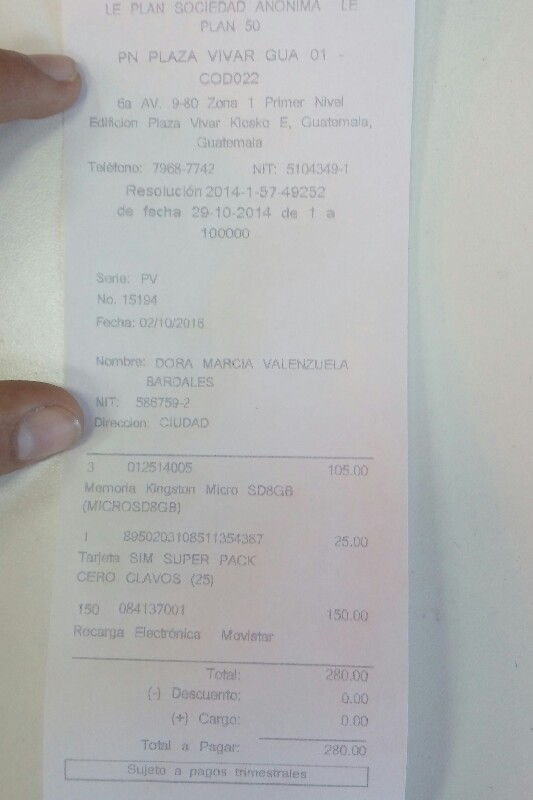 LE PLAN SOCIEDAD ANONIMA LE
PLAN 50
PN PLAZA VIVAR GUA 01 -
COD022
6a AV. 9-80 Zona 1 Primer Nivel
Edificion Plaza Vivar Kiosko E, Guatemala,
Guatemala
Teléfono: 7968-7742 NIT: 5104349-1
Resolución 2014-1-57-49252
de fecha 29-10-2014 de 1 a
100000
Serie: PV
No. 15194
Fecha: 02/10/2016
Nombre: DORA MARCIA VALENZUELA
BARDALES
NIT: 586759-2
Direccion: CIUDAD
3 012514005 105.00
Memoria Kingston Micro SD8GB
(MICROSD8GB)
1 8950203108511354387 25.00
Tarjeta SIM SUPER PACK
CERO CLAVOS (25)
150 084137001 150.00
Recarga Electrónica Movistar
Total: 280.00
(-) Descuento: 0.00
(+) Cargo: 0.00
Total a Pagar: 280.00
Sujeto a pagos trimestrales